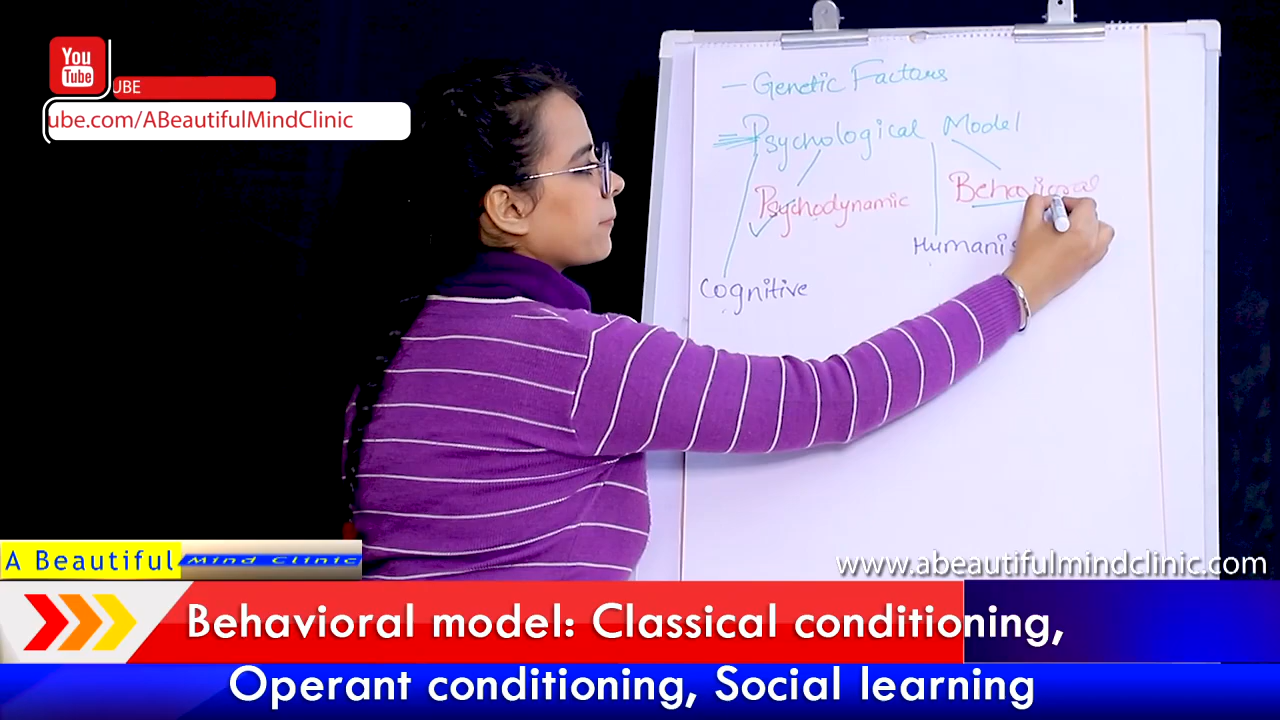 You
Tube
UBE
ube.com/ABeautifulMindClinic
- Genetic Factors
- Psychological Model
Psychodynamic
Behavioral
Humanis
Cognitive
A Beautiful Mind Clinic
www.abeautifulmindclinic.com
Behavioral model: Classical conditioning,
Operant conditioning, Social learning